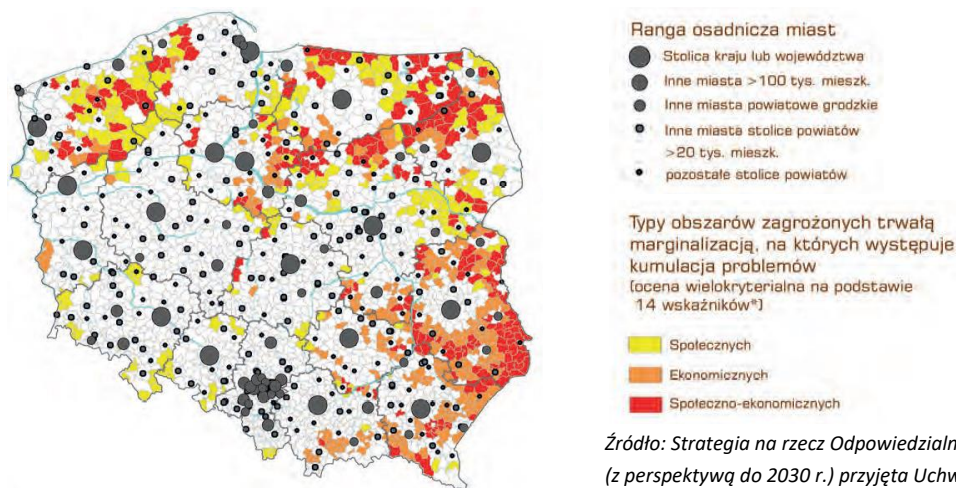 Ranga osadnicza miast
Stolica kraju lub województwa
Inne miasta >100 tys. mieszk.
Inne miasta powiatowe grodzkie
Inne miasta stolice powiatów
>20 tys. mieszk.
pozostałe stolice powiatów
Typy obszarów zagrożonych trwałą
marginalizacją, na których występuje
kumulacja problemów
(ocena wielokryterialna na podstawie
14 wskaźników*)
Społecznych
Ekonomicznych
Społeczno-ekonomicznych
Źródło: Strategia na rzecz Odpowiedzialn
(z perspektywą do 2030 r.) przyjęta Uchw